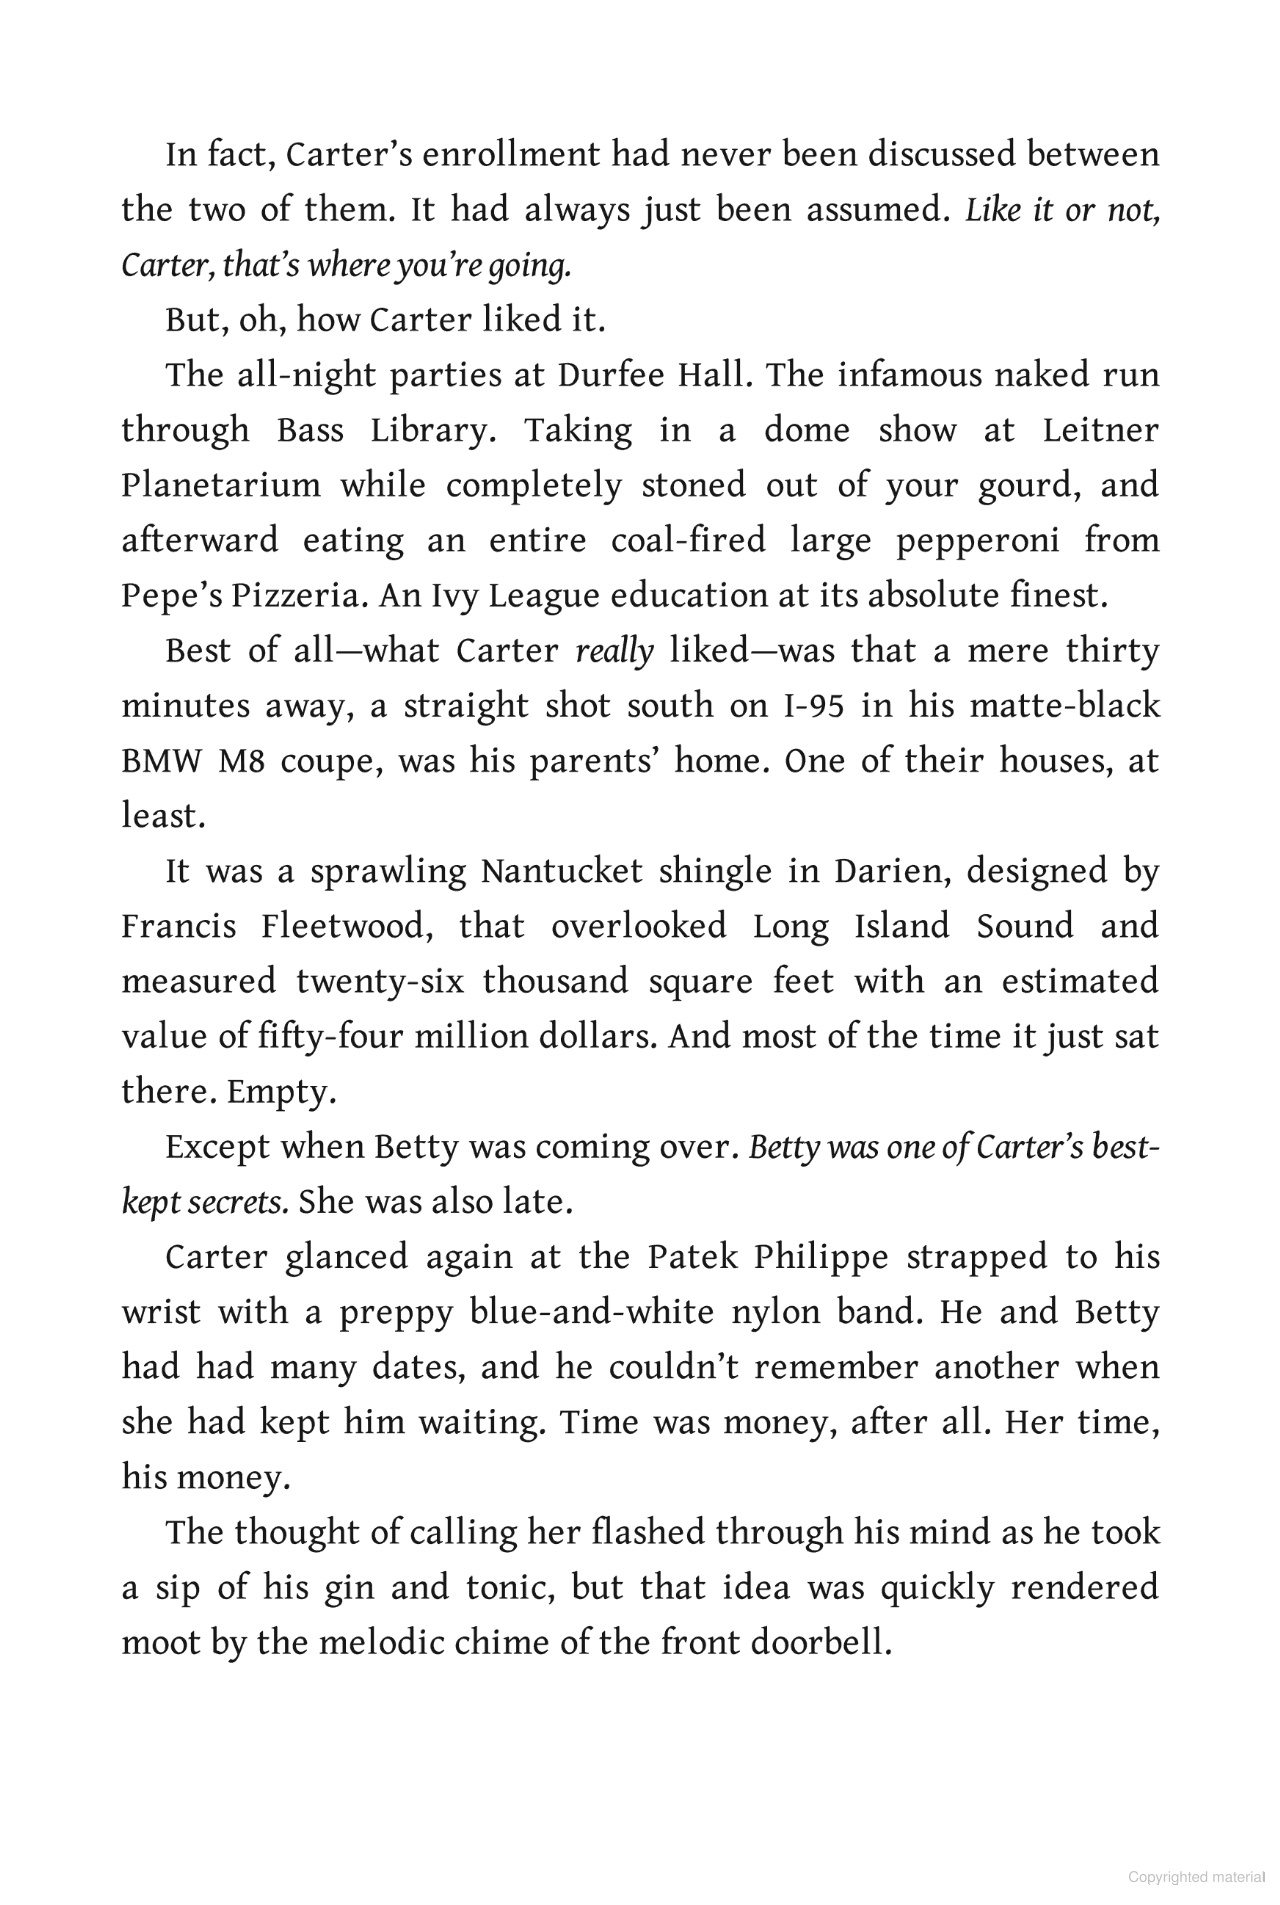 In fact, Carter’s enrollment had never been discussed between
the two of them. It had always just been assumed. Like it or not,
Carter, that’s where you’re going.
But, oh, how Carter liked it.
The all-night parties at Durfee Hall. The infamous naked run
through Bass Library. Taking in a dome show at Leitner
Planetarium while completely stoned out of your gourd, and
afterward eating an entire coal-fired large pepperoni from
Pepe’s Pizzeria. An Ivy League education at its absolute finest.
Best of all—what Carter really liked—was that a mere thirty
minutes away, a straight shot south on I-95 in his matte-black
BMW M8 coupe, was his parents’ home. One of their houses, at
least.
It was a sprawling Nantucket shingle in Darien, designed by
Francis Fleetwood, that overlooked Long Island Sound and
measured twenty-six thousand square feet with an estimated
value of fifty-four million dollars. And most of the time it just sat
there. Empty.
Except when Betty was coming over. Betty was one of Carter’s best-
kept secrets. She was also late.
Carter glanced again at the Patek Philippe strapped to his
wrist with a preppy blue-and-white nylon band. He and Betty
had had many dates, and he couldn’t remember another when
she had kept him waiting. Time was money, after all. Her time,
his money.
The thought of calling her flashed through his mind as he took
a sip of his gin and tonic, but that idea was quickly rendered
moot by the melodic chime of the front doorbell.
Copyrighted material